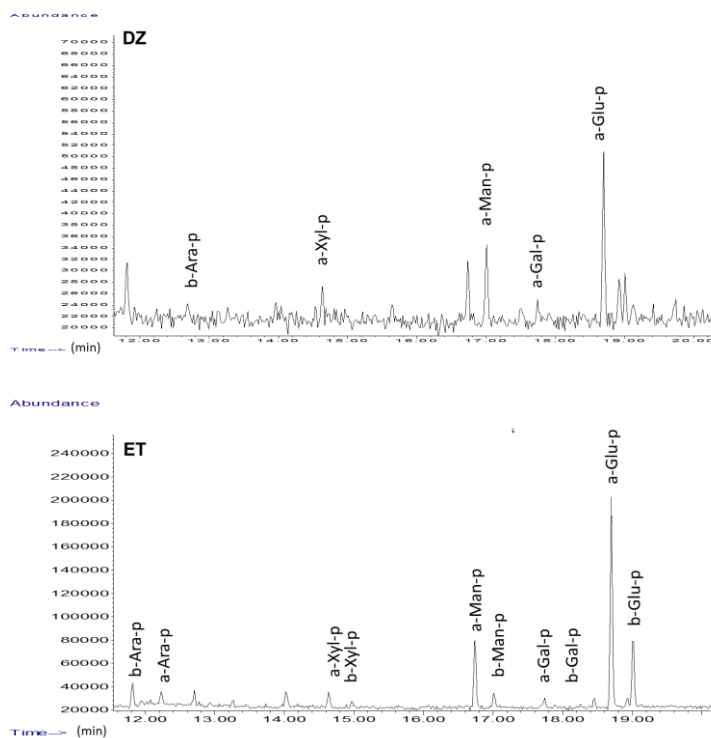 Abundance
DZ
70000
68000
66000
64000
62000
60000
58000
56000
54000
52000
50000
48000
46000
44000
42000
40000
38000
36000
34000
32000
30000
28000
26000
24000
22000
20000
b-Ara-p
a-Xyl-p
a-Man-p
a-Gal-p
a-Glu-p
12.00 13.00 14.00 15.00 16.00 17.00 18.00 19.00 20.0
Time--> (min)
Abundance
ET
240000
220000
200000
180000
160000
140000
120000
100000
80000
60000
40000
20000
b-Ara-p
a-Ara-p
a-Xyl-p
b-Xyl-p
a-Man-p
b-Man-p
a-Gal-p
b-Gal-p
a-Glu-p
b-Glu-p
12.00 13.00 14.00 15.00 16.00 17.00 18.00 19.00
Time--> (min)